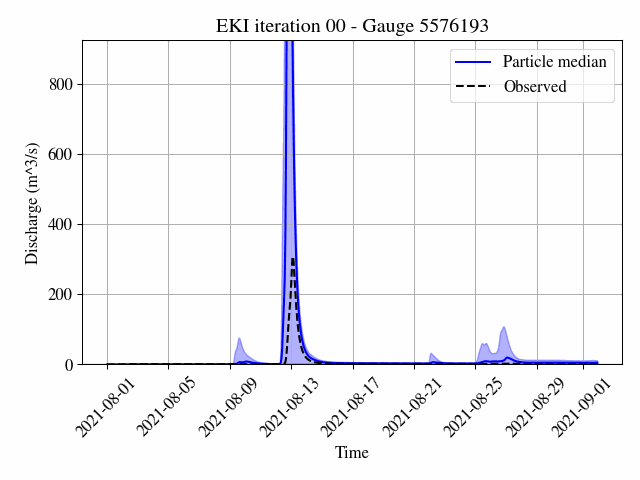 EKI iteration 00 - Gauge 5576193
Particle median
Observed
Discharge (m^3/s)
800
600
400
200
0
2021-08-01
2021-08-05
2021-08-09
2021-08-13
2021-08-17
2021-08-21
2021-08-25
2021-08-29
2021-09-01
Time